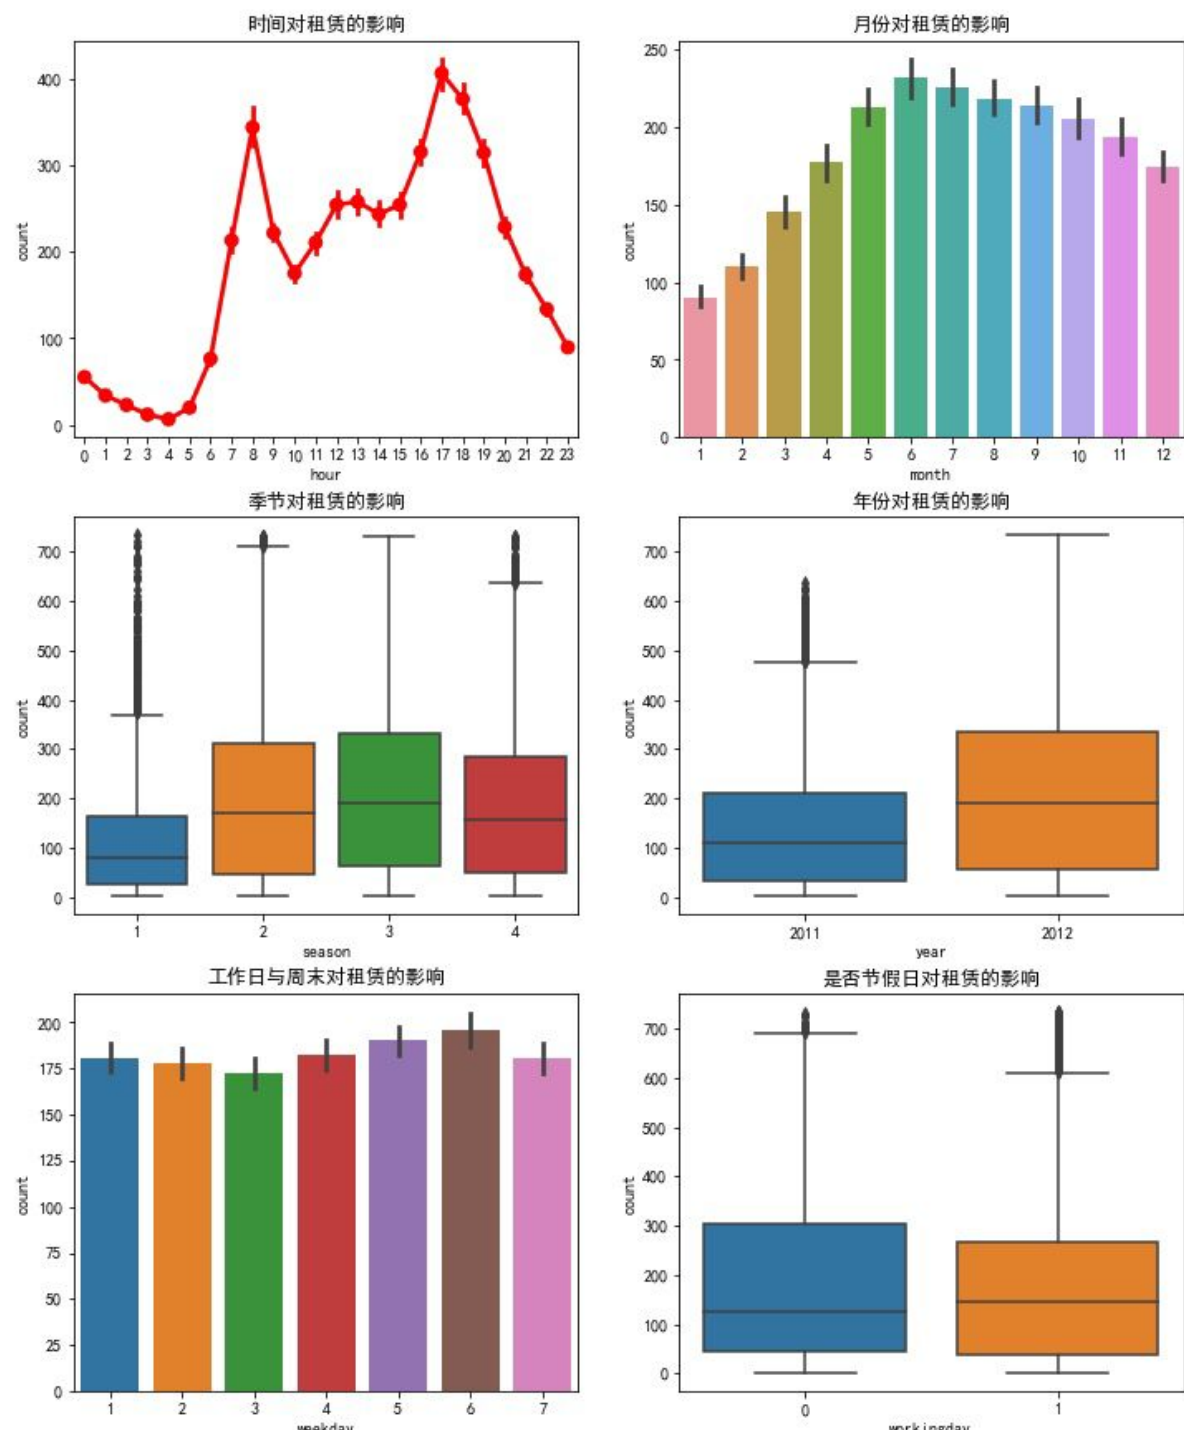 时间对租赁的影响
count
400
300
200
100
0
0 1 2 3 4 5 6 7 8 9 10 11 12 13 14 15 16 17 18 19 20 21 22 23
hour
月份对租赁的影响
count
250
200
150
100
50
0
1 2 3 4 5 6 7 8 9 10 11 12
month
季节对租赁的影响
count
700
600
500
400
300
200
100
0
1 2 3 4
season
年份对租赁的影响
count
700
600
500
400
300
200
100
0
2011 2012
year
工作日与周末对租赁的影响
count
200
175
150
125
100
75
50
25
0
1 2 3 4 5 6 7
weekday
是否节假日对租赁的影响
count
700
600
500
400
300
200
100
0
0 1
workingday